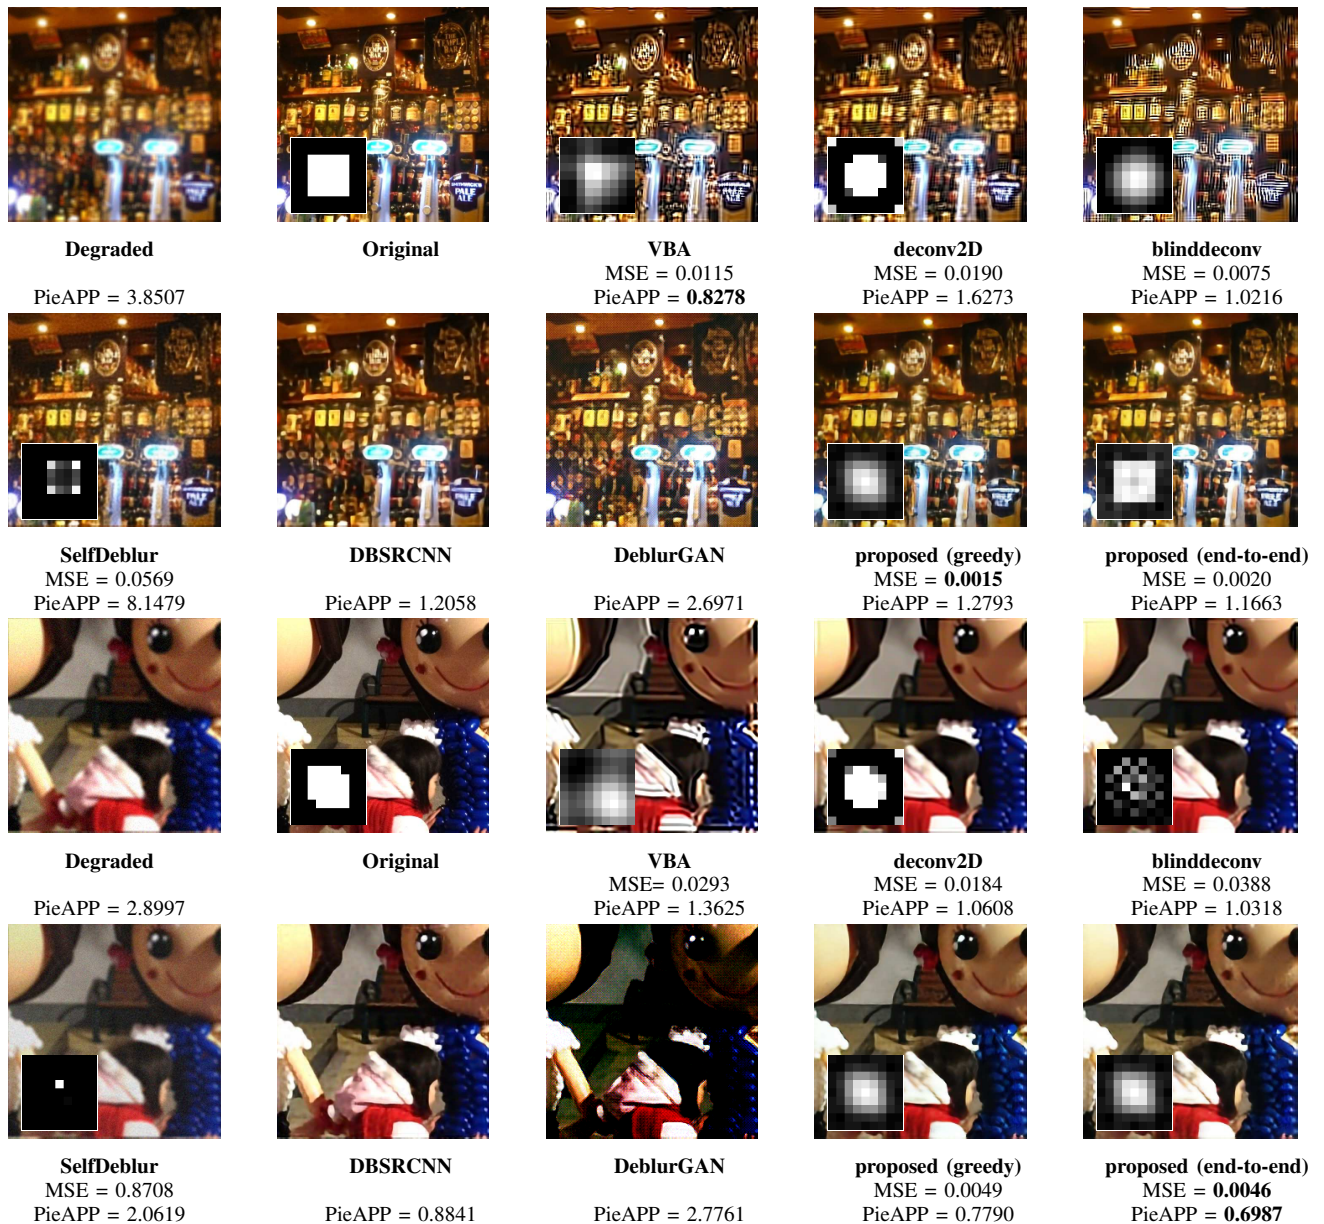 TEMPLE
BAR
PALE
ALE
Degraded Original VBA deconv2D blinddeconv
MSE = 0.0115 MSE = 0.0190 MSE = 0.0075
PieAPP = 3.8507 PieAPP = 0.8278 PieAPP = 1.6273 PieAPP = 1.0216
PALE
ALE
SelfDeblur DBSRCNN DeblurGAN proposed (greedy) proposed (end-to-end)
MSE = 0.0569 MSE = 0.0015 MSE = 0.0020
PieAPP = 8.1479 PieAPP = 1.2058 PieAPP = 2.6971 PieAPP = 1.2793 PieAPP = 1.1663
Degraded Original VBA deconv2D blinddeconv
MSE= 0.0293 MSE = 0.0184 MSE = 0.0388
PieAPP = 2.8997 PieAPP = 1.3625 PieAPP = 1.0608 PieAPP = 1.0318
SelfDeblur DBSRCNN DeblurGAN proposed (greedy) proposed (end-to-end)
MSE = 0.8708 MSE = 0.0049 MSE = 0.0046
PieAPP = 2.0619 PieAPP = 0.8841 PieAPP = 2.7761 PieAPP = 0.7790 PieAPP = 0.6987